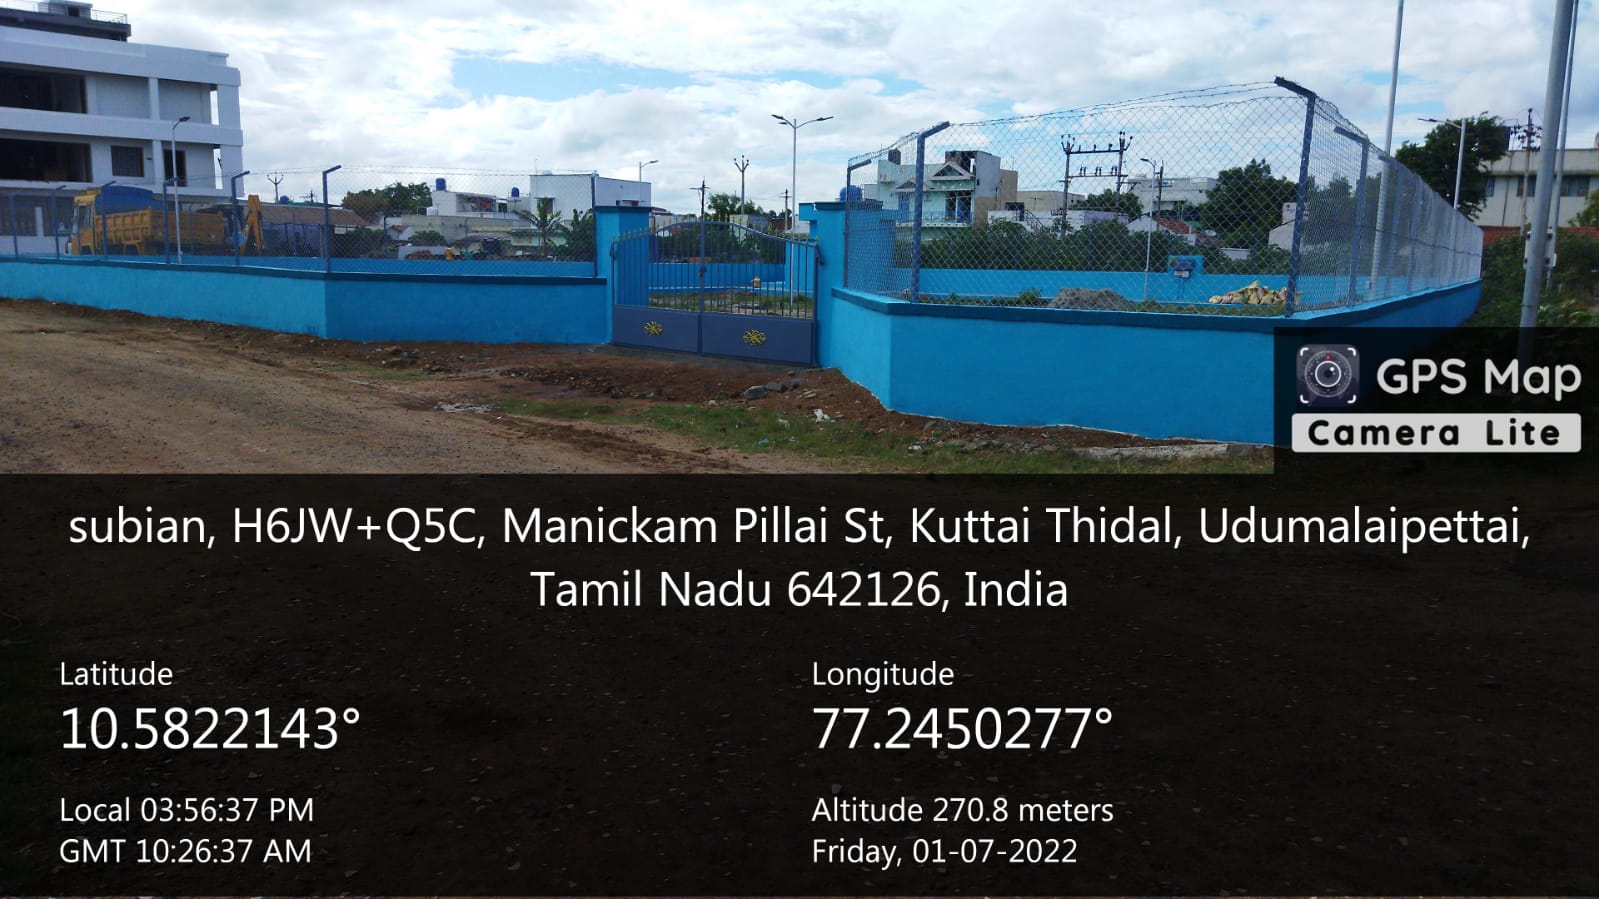 GPS Map
Camera Lite
subian, H6JW+Q5C, Manickam Pillai St, Kuttai Thidal, Udumalaipettai,
Tamil Nadu 642126, India
Latitude
10.5822143°
Longitude
77.2450277°
Local 03:56:37 PM
GMT 10:26:37 AM
Altitude 270.8 meters
Friday, 01-07-2022